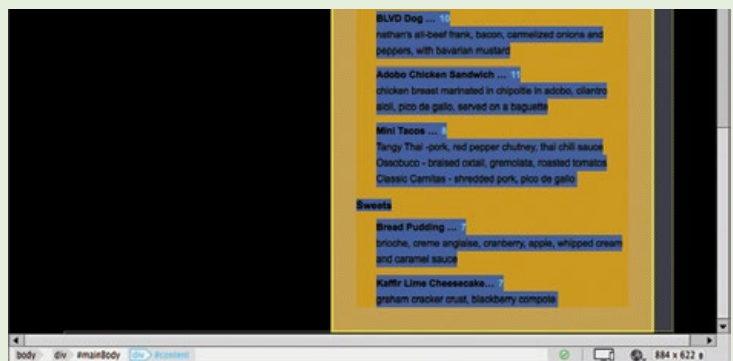 BLVD Dog ... 10
nathan's all-beef frank, bacon, carmelized onions and
peppers, with bavarian mustard
Adobo Chicken Sandwich ... 11
chicken breast marinated in chipoltle in adobo, cilantro
aioli, pico de gallo, served on a baguette
Mini Tacos ... 8
Tangy Thai -pork, red pepper chutney, thai chili sauce
Ossobuco - braised oxtail, gremolata, roasted tomatos
Classic Carnitas - shredded pork, pico de gallo
Sweets
Bread Pudding ... 7
brioche, creme anglaise, cranberry, apple, whipped cream
and caramel sauce
Kaffir Lime Cheesecake... 7
graham cracker crust, blackberry compote
body div #mainBody div #content 884 x 622